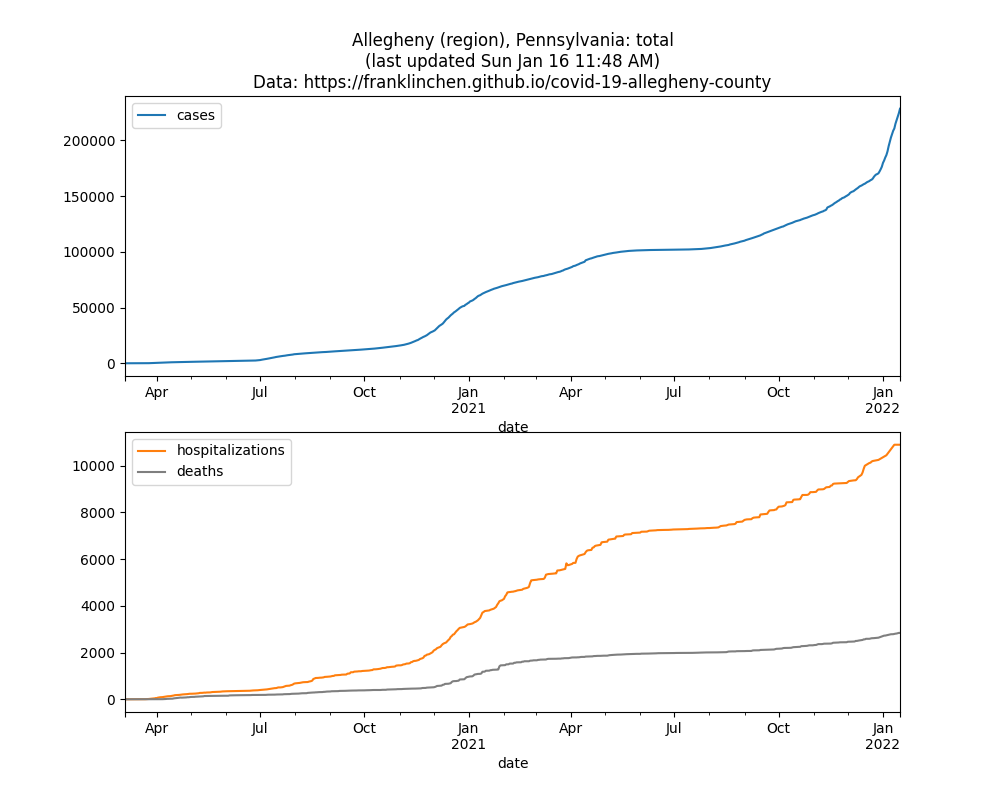 Allegheny (region), Pennsylvania: total
(last updated Sun Jan 16 11:48 AM)
Data: https://franklinchen.github.io/covid-19-allegheny-county
cases
200000
150000
100000
50000
0
Apr Jul Oct Jan Apr Jul Oct Jan
2021 2022
date
hospitalizations
deaths
10000
8000
6000
4000
2000
0
Apr Jul Oct Jan Apr Jul Oct Jan
2021 2022
date